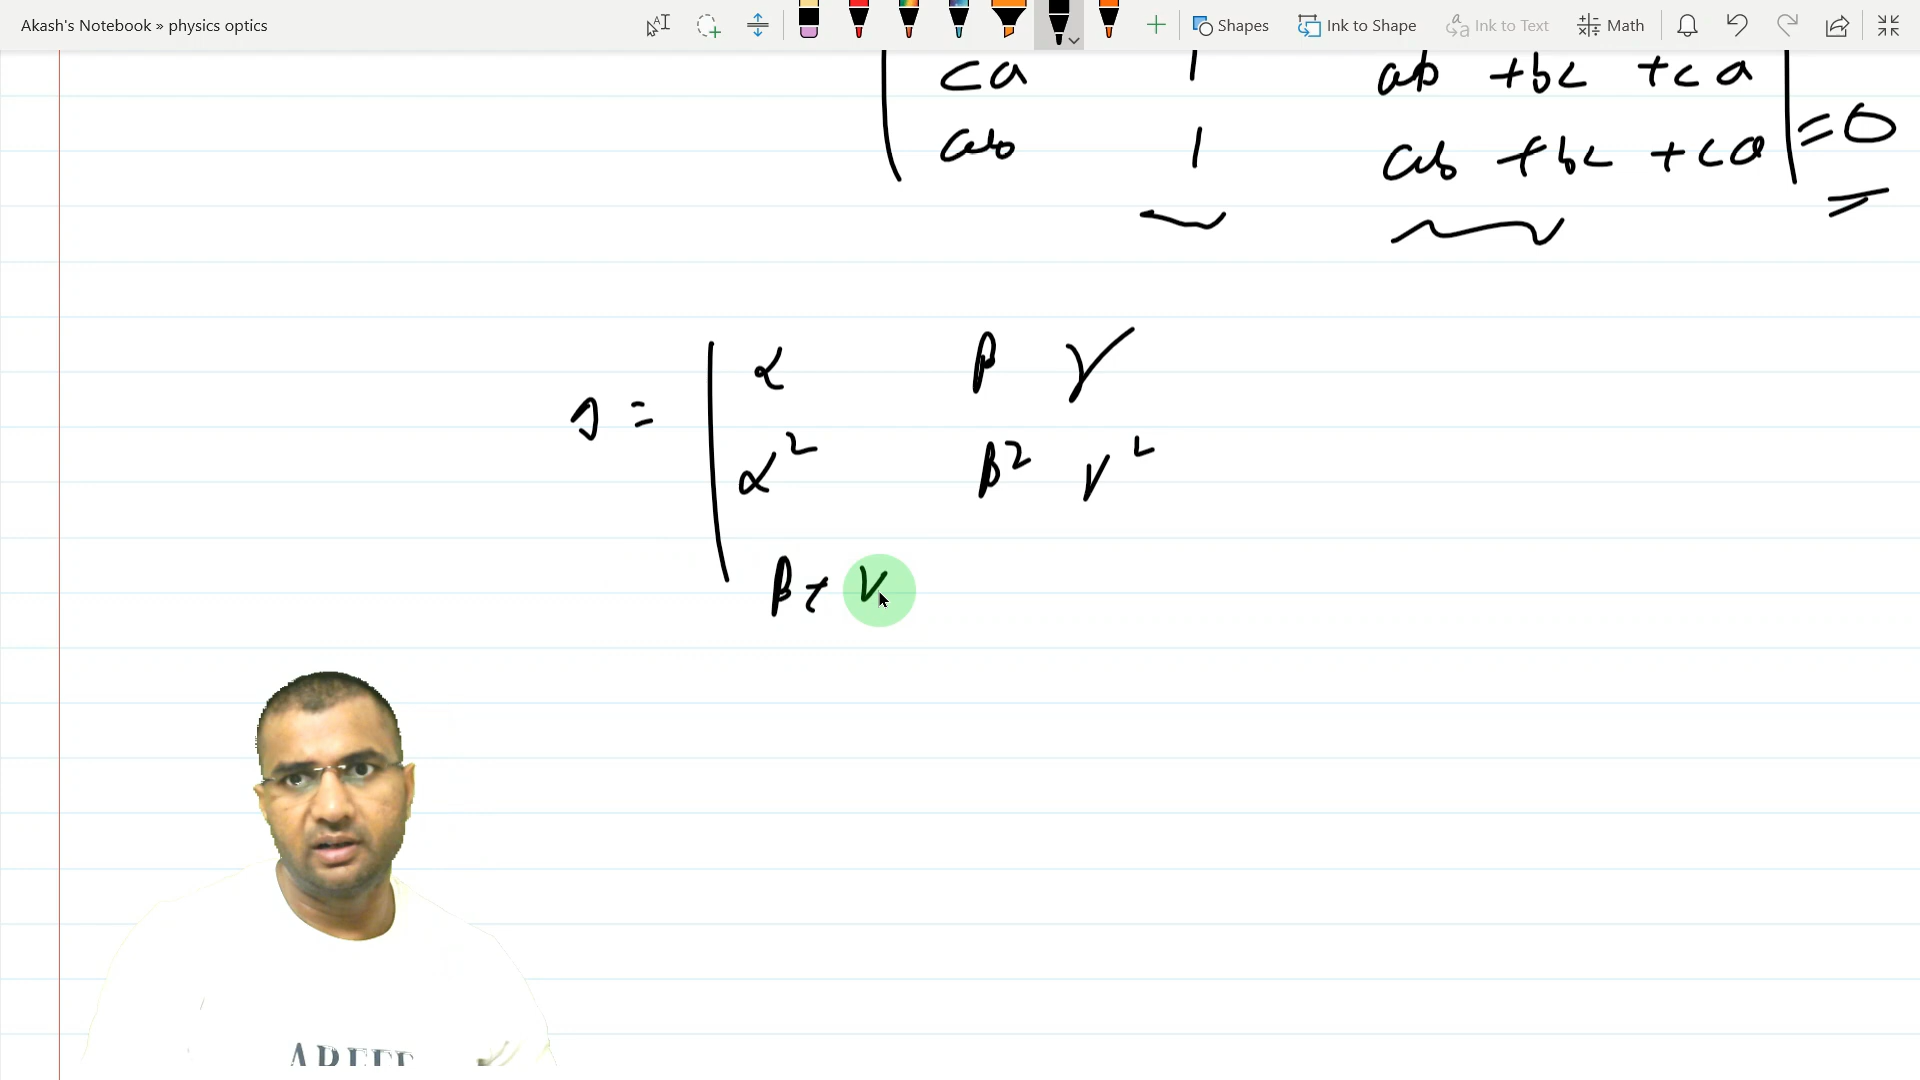 Akash's Notebook » physics optics
Shapes
Ink to Shape
Ink to Text
Math
ca 1 ab +bc +ca
ab 1 ab +bc +ca =0
Δ = α β γ
α² β² γ²
β+ γ